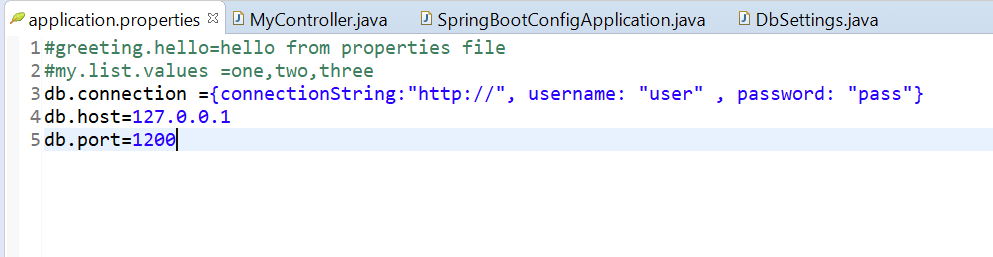 application.properties MyController.java SpringBootConfigApplication.java DbSettings.java
1 #greeting.hello=hello from properties file
2 #my.list.values =one,two,three
3 db.connection ={connectionString:"http://", username: "user" , password: "pass"}
4 db.host=127.0.0.1
5 db.port=1200